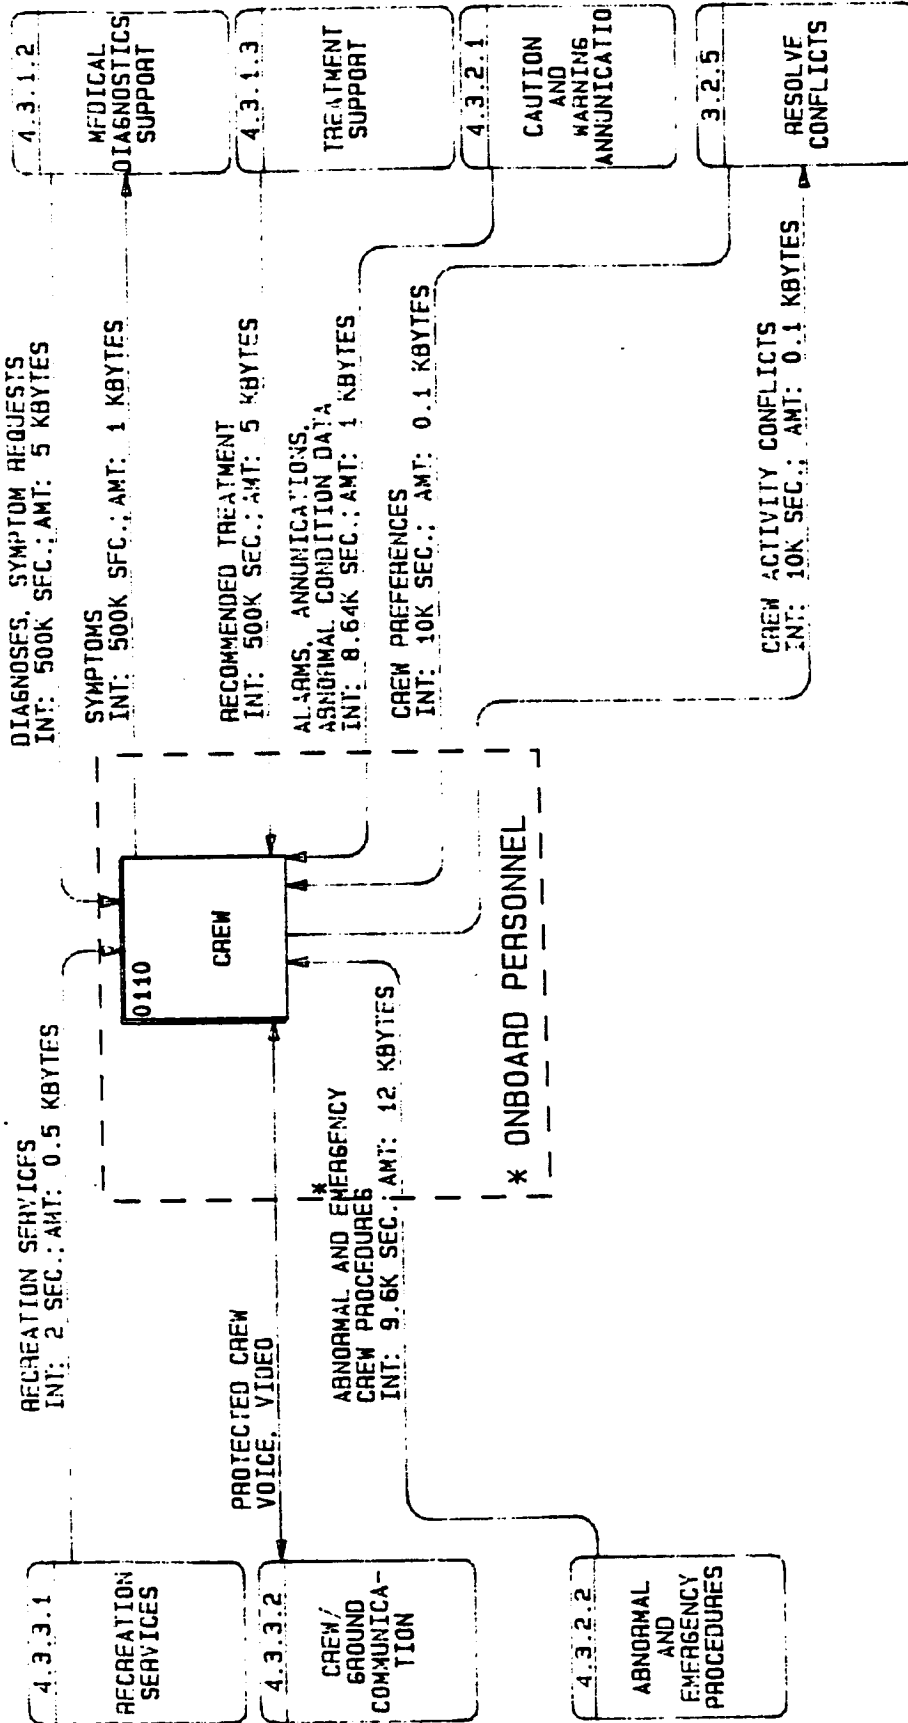 4.3.3.1
RECREATION
SERVICES
4.3.3.2
CREW/
GROUND
COMMUNICA-
TION
4.3.2.2
ABNORMAL
AND
EMERGENCY
PROCEDURES
RECREATION SERVICES
INT: 2 SEC.; AMT: 0.5 KBYTES
PROTECTED CREW
VOICE, VIDEO
*
ABNORMAL AND EMERGENCY
CREW PROCEDURES
INT: 9.6K SEC.; AMT: 12 KBYTES
0110
CREW
* ONBOARD PERSONNEL
DIAGNOSES, SYMPTOM REQUESTS
INT: 500K SEC.; AMT: 5 KBYTES
SYMPTOMS
INT: 500K SEC.; AMT: 1 KBYTES
RECOMMENDED TREATMENT
INT: 500K SEC.; AMT: 5 KBYTES
ALARMS, ANNUNICATIONS,
ABNORMAL CONDITION DATA
INT: 8.64K SEC.; AMT: 1 KBYTES
CREW PREFERENCES
INT: 10K SEC.; AMT: 0.1 KBYTES
CREW ACTIVITY CONFLICTS
INT: 10K SEC.; AMT: 0.1 KBYTES
4.3.1.2
MEDICAL
DIAGNOSTICS
SUPPORT
4.3.1.3
TREATMENT
SUPPORT
4.3.2.1
CAUTION
AND
WARNING
ANNUNICATIO
3.2.5
RESOLVE
CONFLICTS